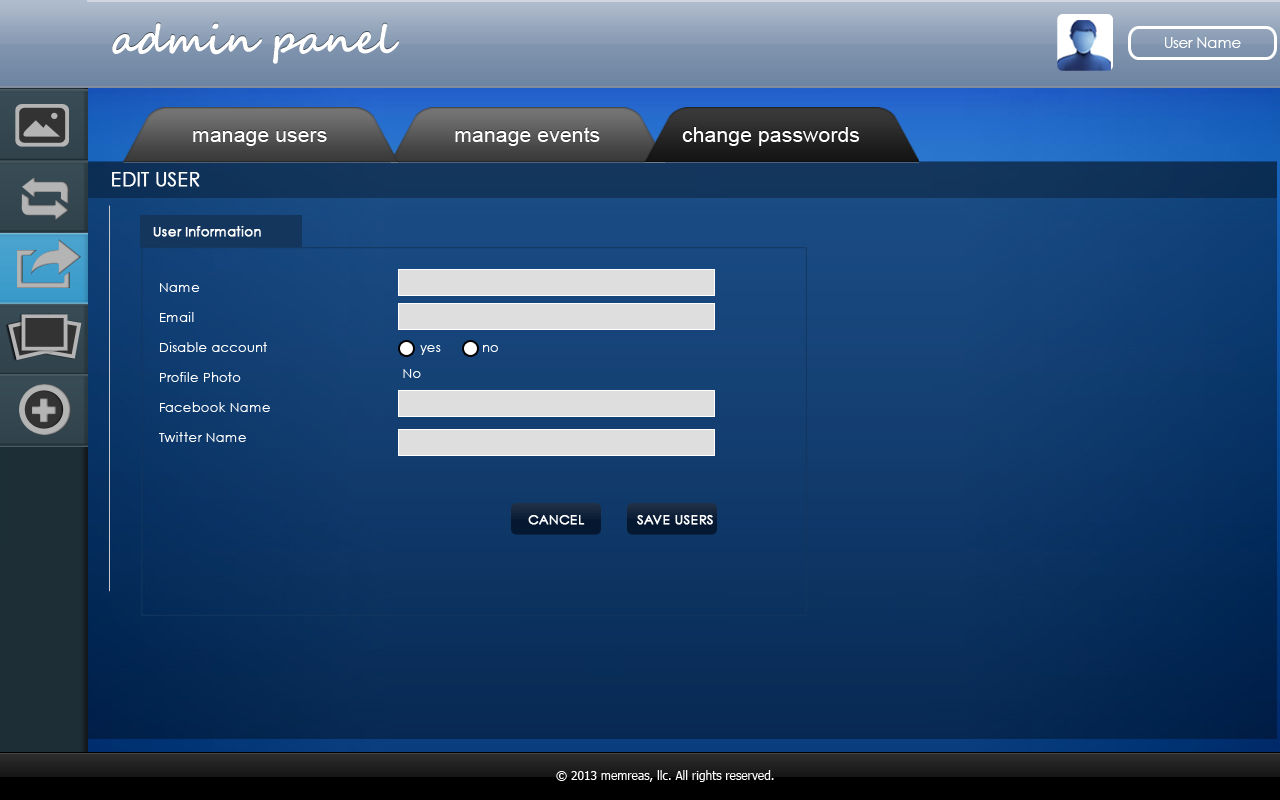 admin panel
User Name
manage users
manage events
change passwords
EDIT USER
User Information
Name
Email
Disable account yes no
Profile Photo No
Facebook Name
Twitter Name
CANCEL SAVE USERS
© 2013 memreas, llc. All rights reserved.